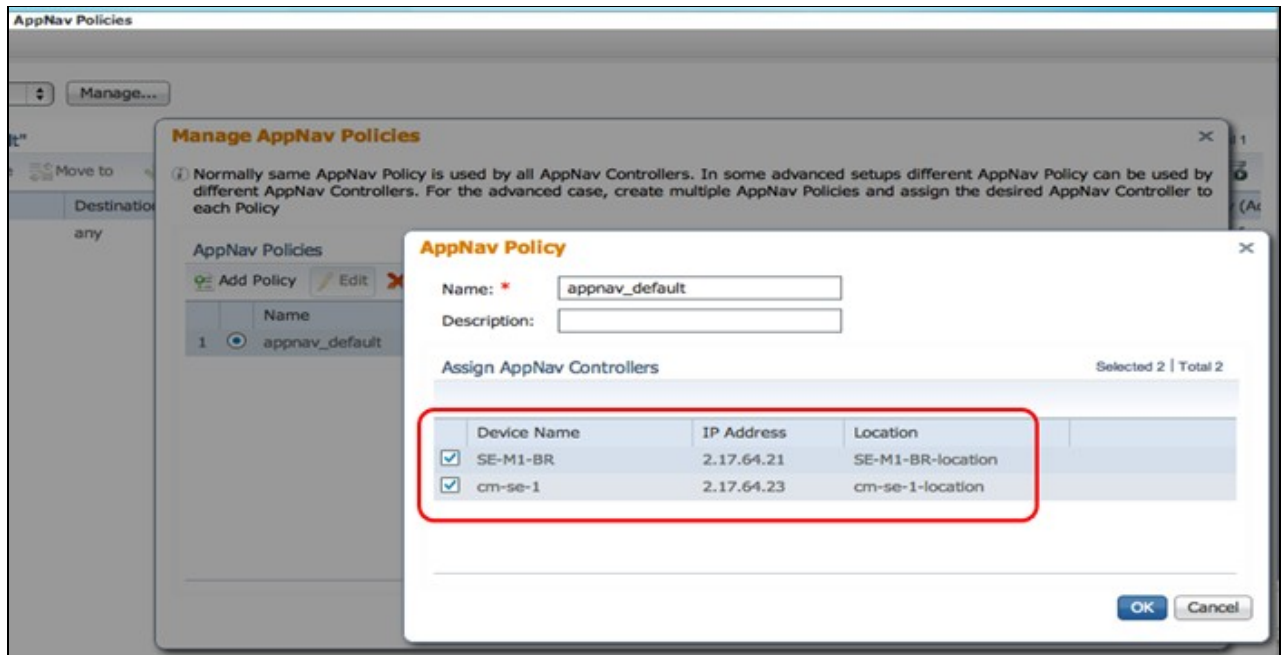 AppNav Policies
Manage...
lt"
Move to
Destination
any
Manage AppNav Policies
Normally same AppNav Policy is used by all AppNav Controllers. In some advanced setups different AppNav Policy can be used by
different AppNav Controllers. For the advanced case, create multiple AppNav Policies and assign the desired AppNav Controller to
each Policy
AppNav Policies
Add Policy Edit
Name
1 appnav_default
AppNav Policy
Name: * appnav_default
Description:
Assign AppNav Controllers Selected 2 | Total 2
Device Name IP Address Location
SE-M1-BR 2.17.64.21 SE-M1-BR-location
cm-se-1 2.17.64.23 cm-se-1-location
OK Cancel